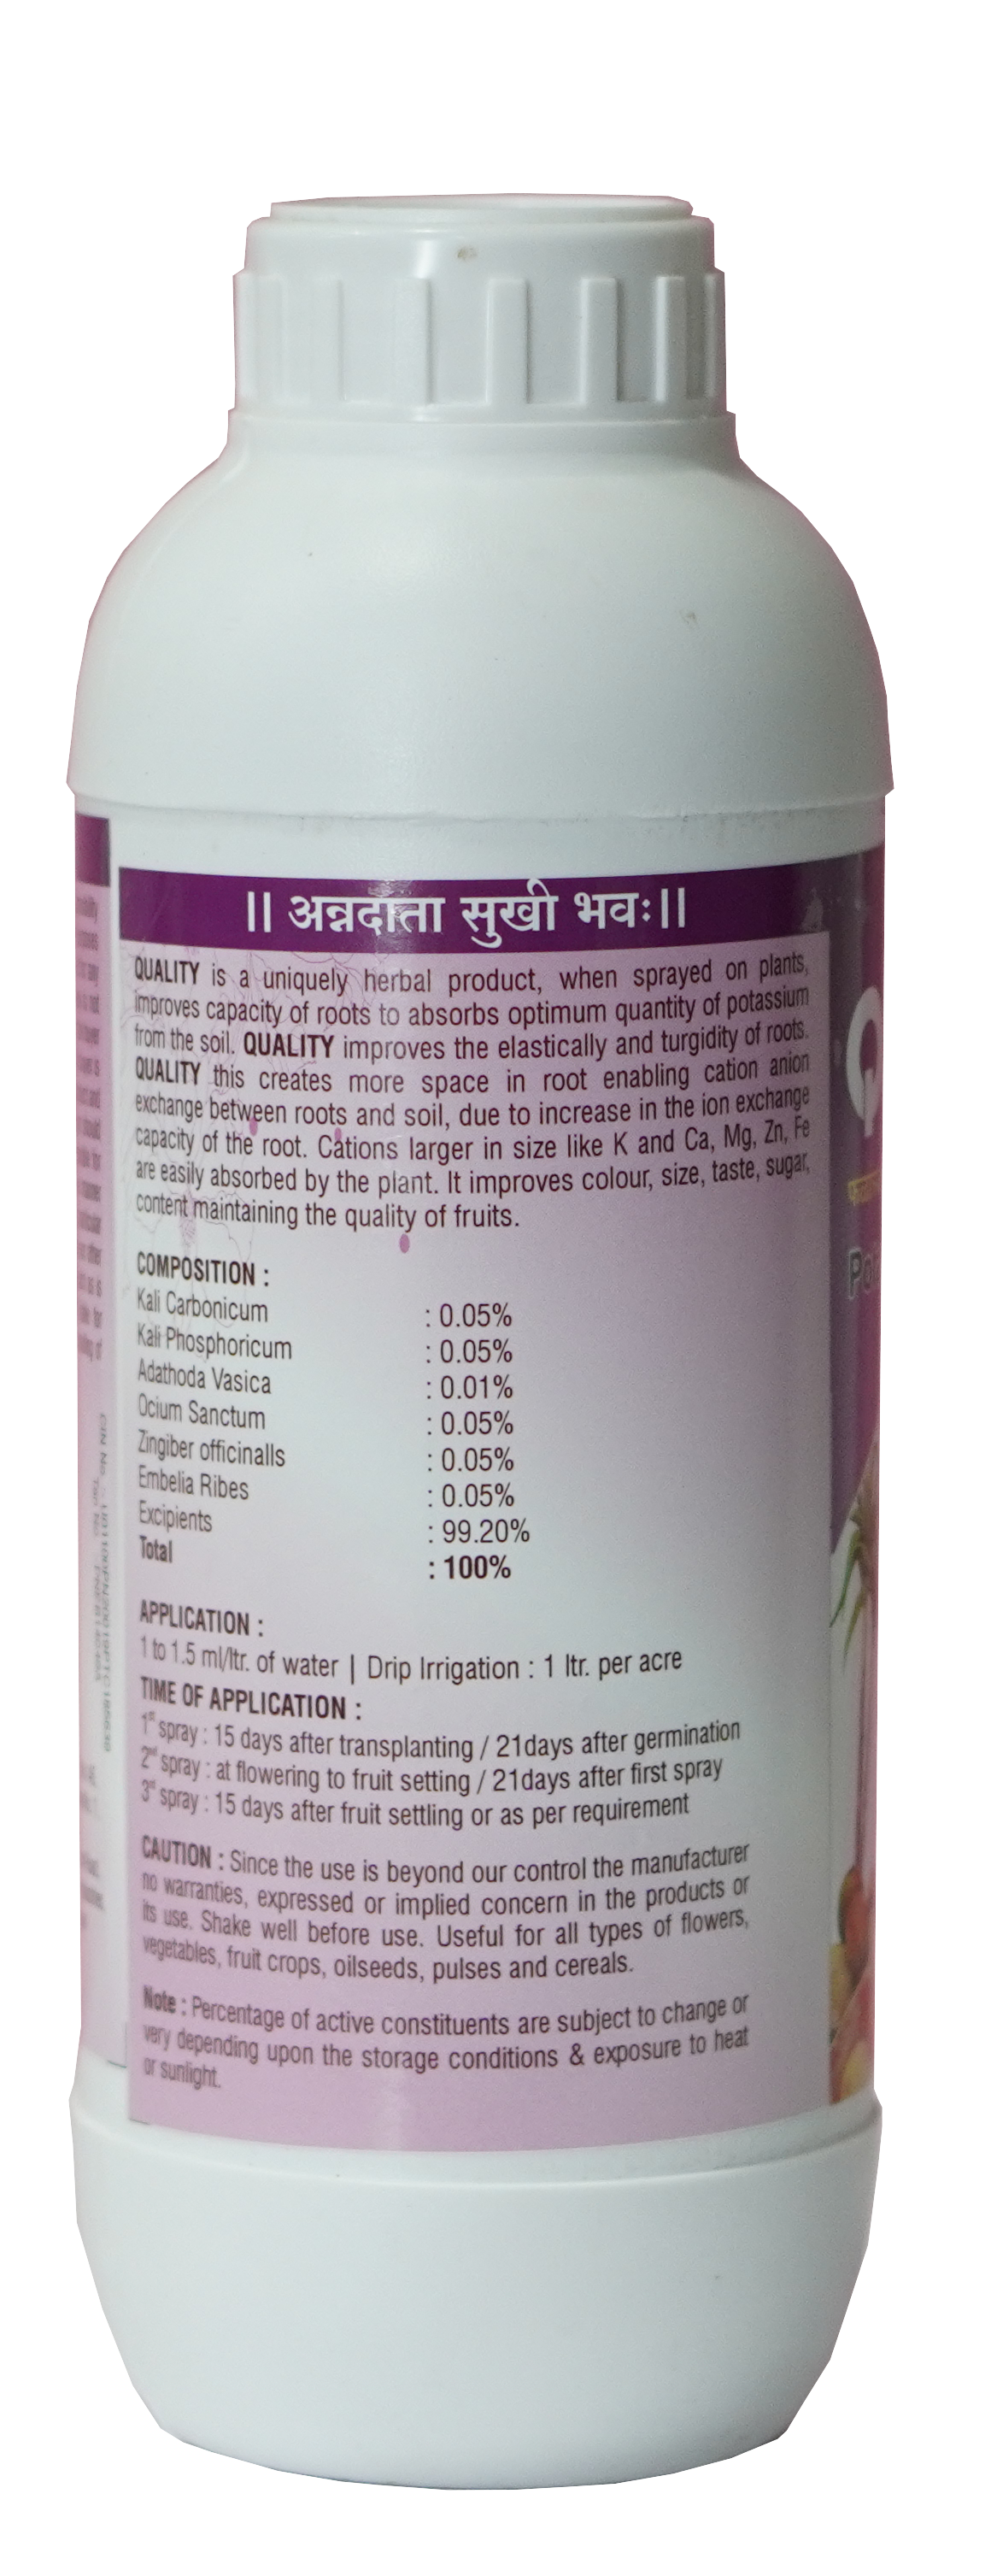 || अन्नदाता सुखी भवः||
QUALITY is a uniquely herbal product, when sprayed on plants,
improves capacity of roots to absorbs optimum quantity of potassium
from the soil. QUALITY improves the elastically and turgidity of roots.
QUALITY this creates more space in root enabling cation anion
exchange between roots and soil, due to increase in the ion exchange
capacity of the root. Cations larger in size like K and Ca, Mg, Zn, Fe
are easily absorbed by the plant. It improves colour, size, taste, sugar,
content maintaining the quality of fruits.
COMPOSITION :
Kali Carbonicum : 0.05%
Kali Phosphoricum : 0.05%
Adathoda Vasica : 0.01%
Ocium Sanctum : 0.05%
Zingiber officinalls : 0.05%
Embelia Ribes : 0.05%
Excipients : 99.20%
Total : 100%
APPLICATION :
1 to 1.5 ml/ltr. of water | Drip Irrigation : 1 ltr. per acre
TIME OF APPLICATION :
1st spray : 15 days after transplanting / 21days after germination
2nd spray : at flowering to fruit setting / 21days after first spray
3rd spray : 15 days after fruit settling or as per requirement
CAUTION : Since the use is beyond our control the manufacturer
no warranties, expressed or implied concern in the products or
its use. Shake well before use. Useful for all types of flowers,
vegetables, fruit crops, oilseeds, pulses and cereals.
Note : Percentage of active constituents are subject to change or
very depending upon the storage conditions & exposure to heat
or sunlight.